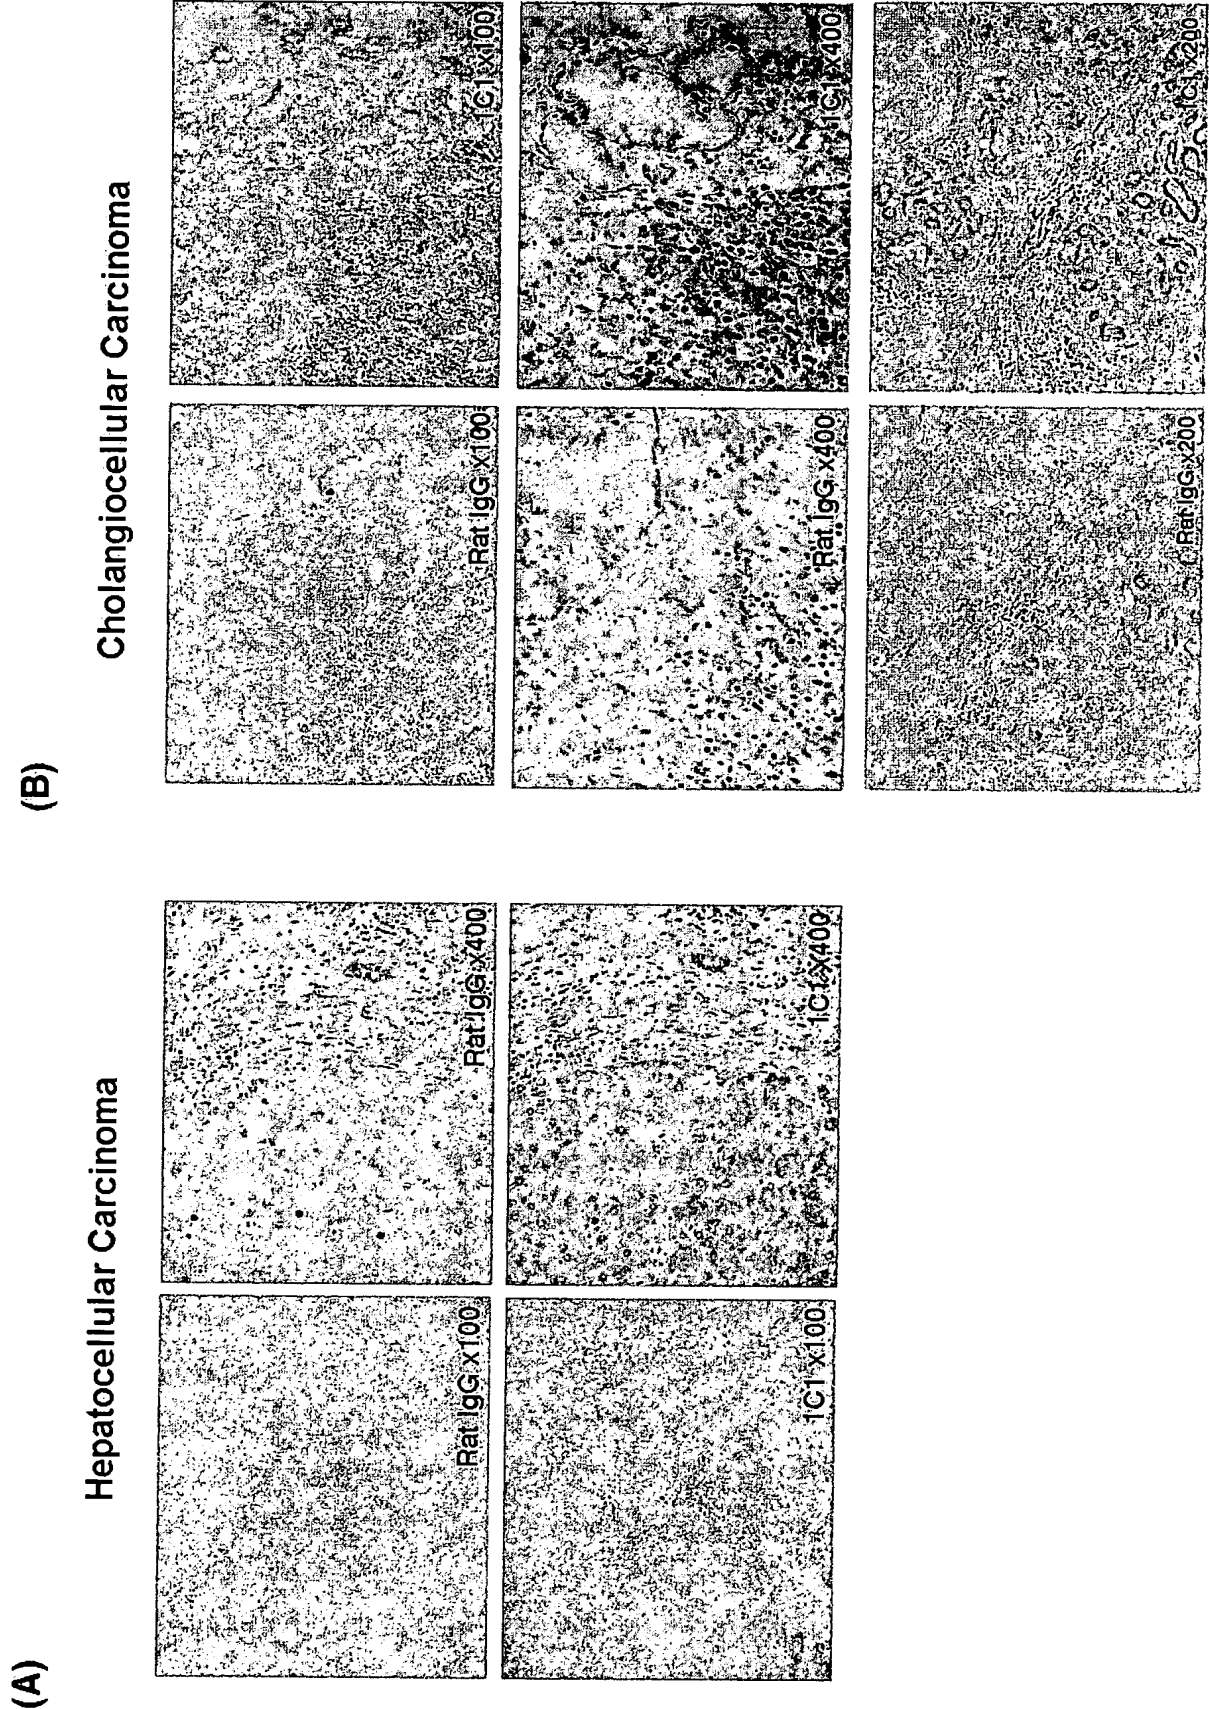 (A)
Hepatocellular Carcinoma
Rat IgG x100
Rat IgG x400
1C1 x100
1C1 x400
(B)
Cholangiocellular Carcinoma
Rat IgG x100
1C1 x100
Rat IgG x400
1C1 x400
Rat IgG x200
1C1 x200